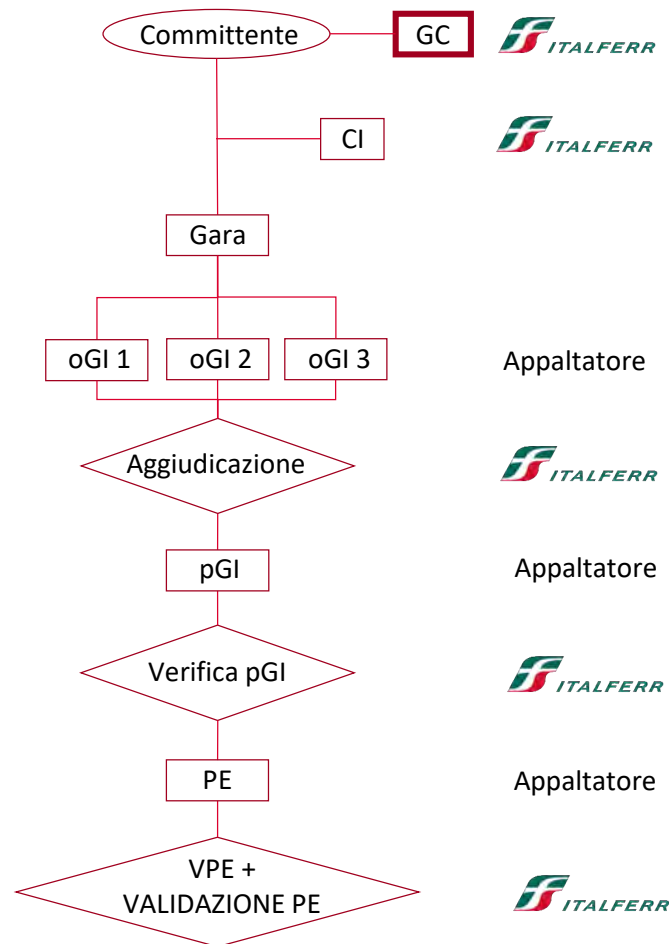 Committente
GC
ITALFERR
CI
ITALFERR
Gara
oGI 1
oGI 2
oGI 3
Appaltatore
Aggiudicazione
ITALFERR
pGI
Appaltatore
Verifica pGI
ITALFERR
PE
Appaltatore
VPE +
VALIDAZIONE PE
ITALFERR